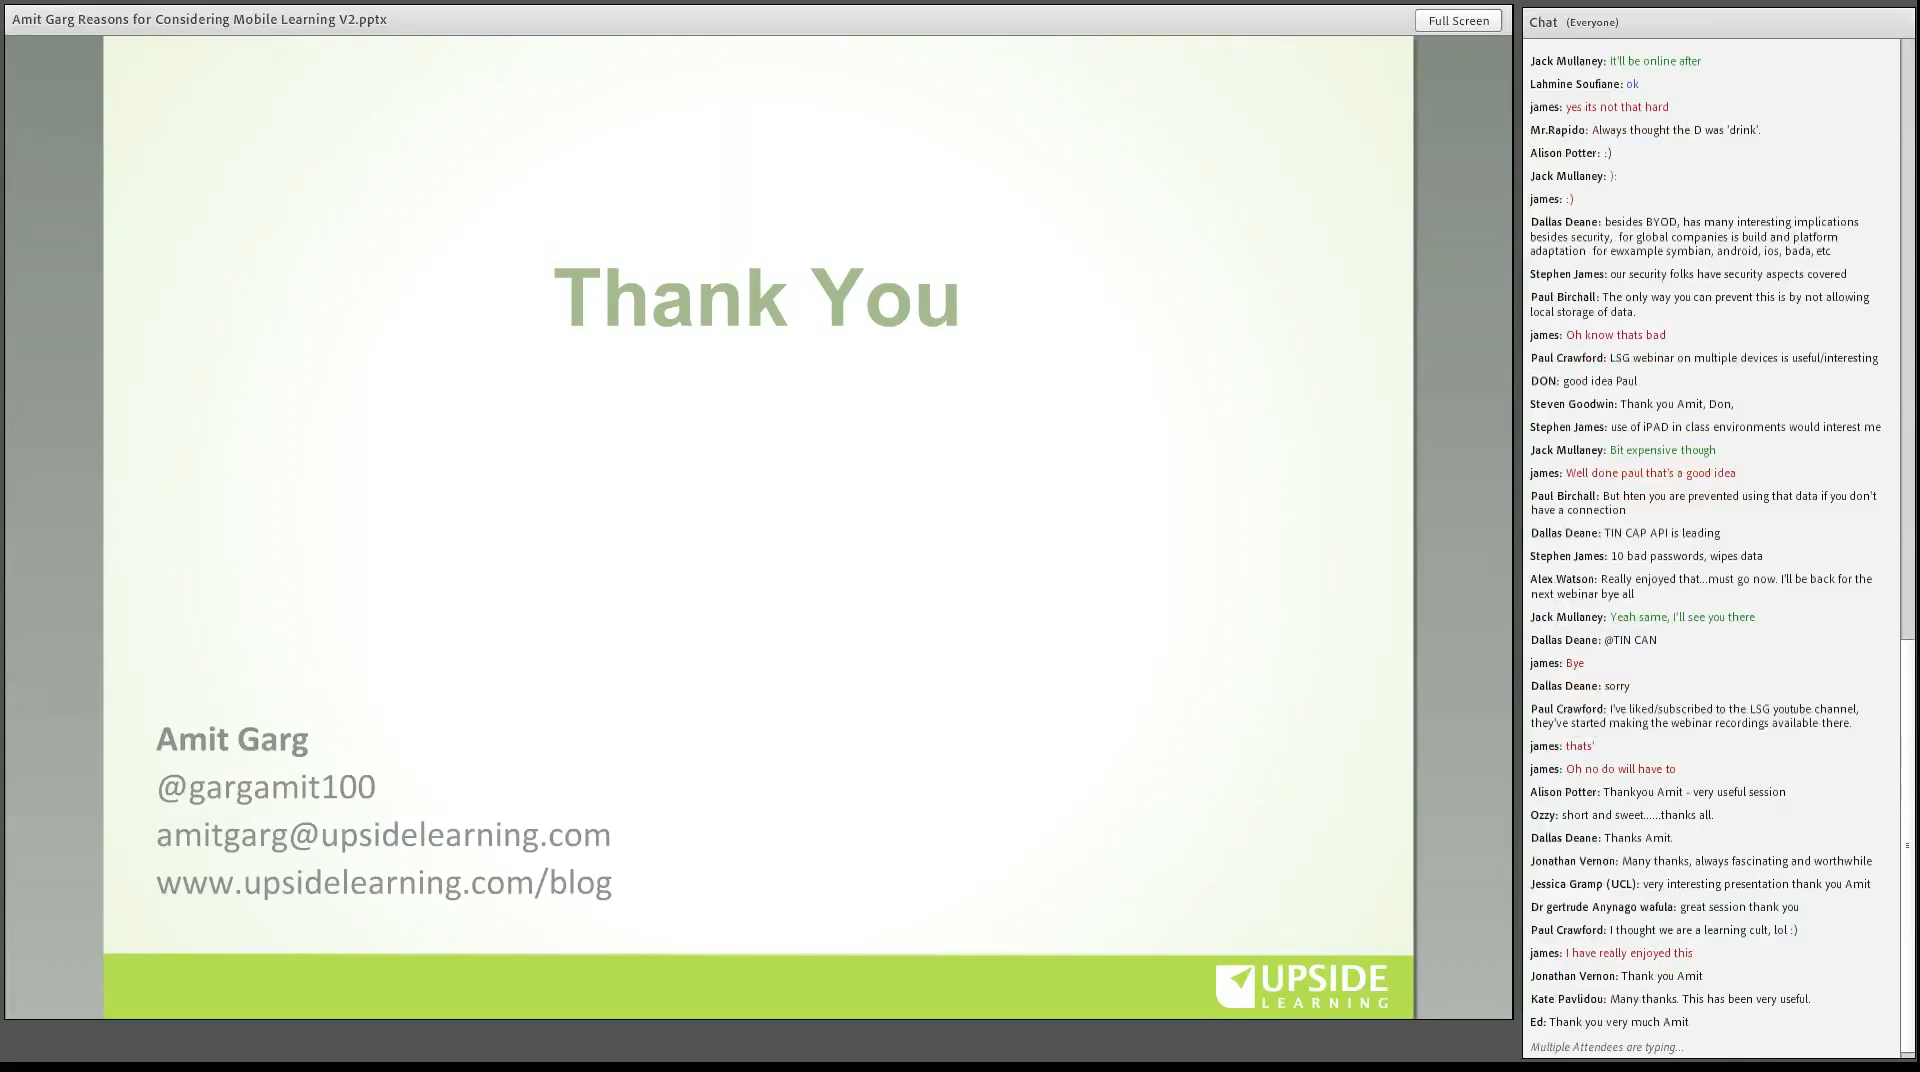 Amit Garg Reasons for Considering Mobile Learning V2.pptx
Full Screen
Thank You
Amit Garg
@gargamit100
amitgarg@upsidelearning.com
www.upsidelearning.com/blog
UPSIDE
LEARNING
Chat (Everyone)
Jack Mullaney: It'll be online after
Lahmine Soufiane: ok
james: yes its not that hard
Mr.Rapido: Always thought the D was 'drink'.
Alison Potter: :)
Jack Mullaney: ):
james: :)
Dallas Deane: besides BYOD, has many interesting implications
besides security, for global companies is build and platform
adaptation for ewxample symbian, android, ios, bada, etc
Stephen James: our security folks have security aspects covered
Paul Birchall: The only way you can prevent this is by not allowing
local storage of data.
james: Oh know thats bad
Paul Crawford: LSG webinar on multiple devices is useful/interesting
DON: good idea Paul
Steven Goodwin: Thank you Amit, Don,
Stephen James: use of iPAD in class environments would interest me
Jack Mullaney: Bit expensive though
james: Well done paul that's a good idea
Paul Birchall: But hten you are prevented using that data if you don't
have a connection
Dallas Deane: TIN CAP API is leading
Stephen James: 10 bad passwords, wipes data
Alex Watson: Really enjoyed that...must go now. I'll be back for the
next webinar bye all
Jack Mullaney: Yeah same, I'll see you there
Dallas Deane: @TIN CAN
james: Bye
Dallas Deane: sorry
Paul Crawford: I've liked/subscribed to the LSG youtube channel,
they've started making the webinar recordings available there.
james: thats'
james: Oh no do will have to
Alison Potter: Thankyou Amit - very useful session
Ozzy: short and sweet......thanks all.
Dallas Deane: Thanks Amit.
Jonathan Vernon: Many thanks, always fascinating and worthwhile
Jessica Gramp (UCL): very interesting presentation thank you Amit
Dr gertrude Anynago wafula: great session thank you
Paul Crawford: I thought we are a learning cult, lol :)
james: I have really enjoyed this
Jonathan Vernon: Thank you Amit
Kate Pavlidou: Many thanks. This has been very useful.
Ed: Thank you very much Amit
Multiple Attendees are typing...